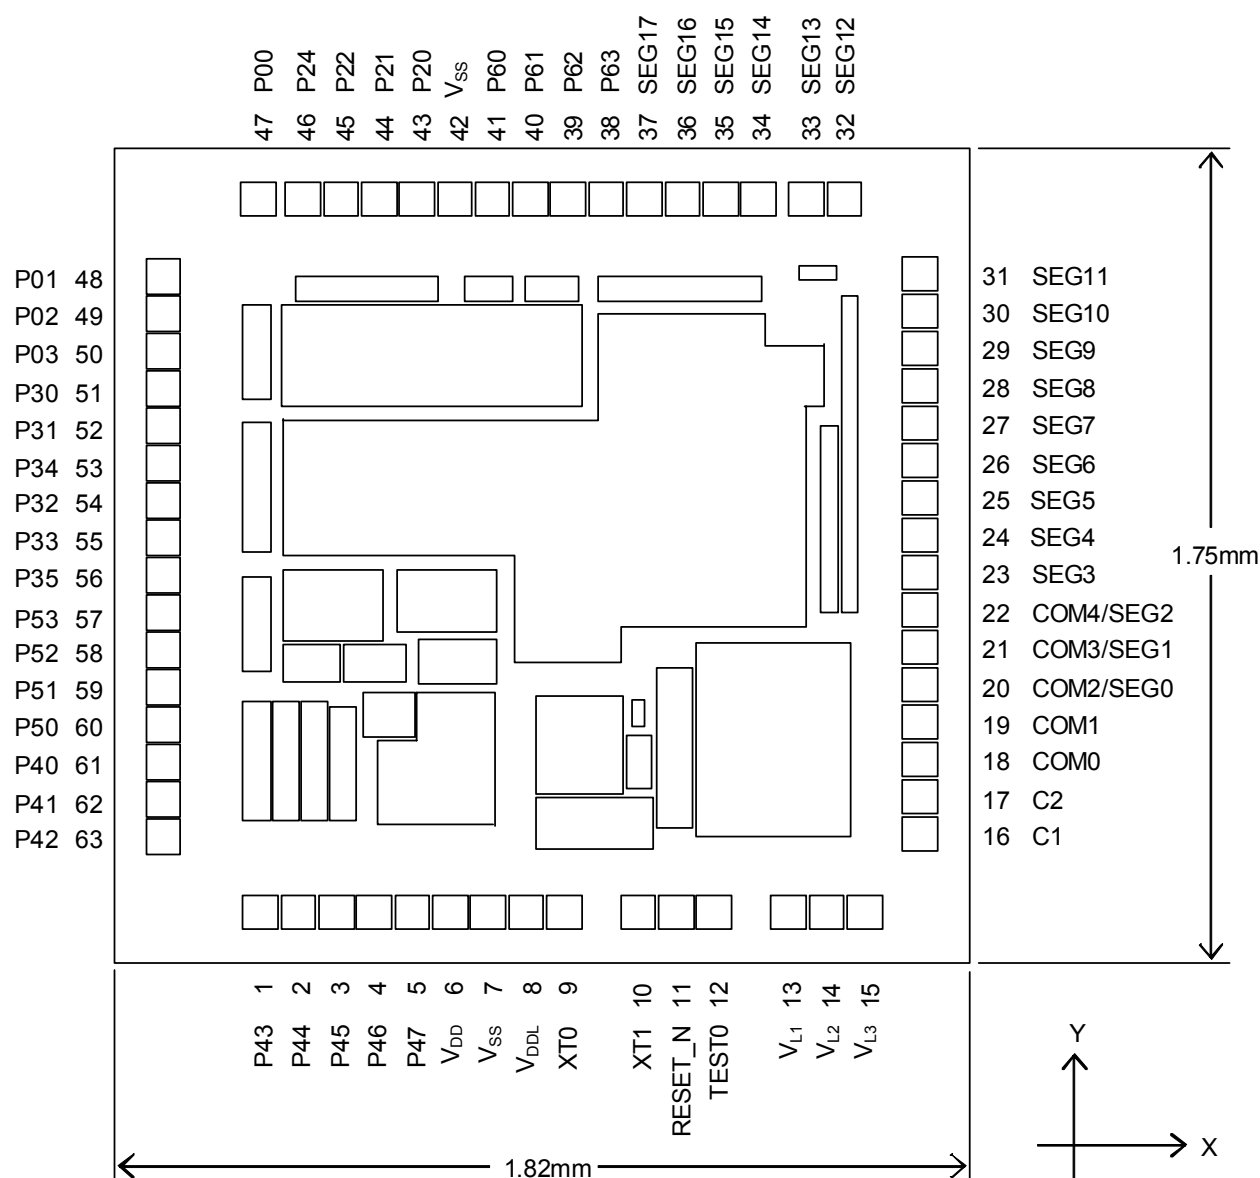 47 P00
46 P24
45 P22
44 P21
43 P20
42 VSS
41 P60
40 P61
39 P62
38 P63
37 SEG17
36 SEG16
35 SEG15
34 SEG14
33 SEG13
32 SEG12
P01 48
P02 49
P03 50
P30 51
P31 52
P34 53
P32 54
P33 55
P35 56
P53 57
P52 58
P51 59
P50 60
P40 61
P41 62
P42 63
31 SEG11
30 SEG10
29 SEG9
28 SEG8
27 SEG7
26 SEG6
25 SEG5
24 SEG4
23 SEG3
22 COM4/SEG2
21 COM3/SEG1
20 COM2/SEG0
19 COM1
18 COM0
17 C2
16 C1
1.75mm
P43 1
P44 2
P45 3
P46 4
P47 5
VDD 6
VSS 7
VDDL 8
XT0 9
XT1 10
RESET_N 11
TEST0 12
VL1 13
VL2 14
VL3 15
Y
X
1.82mm